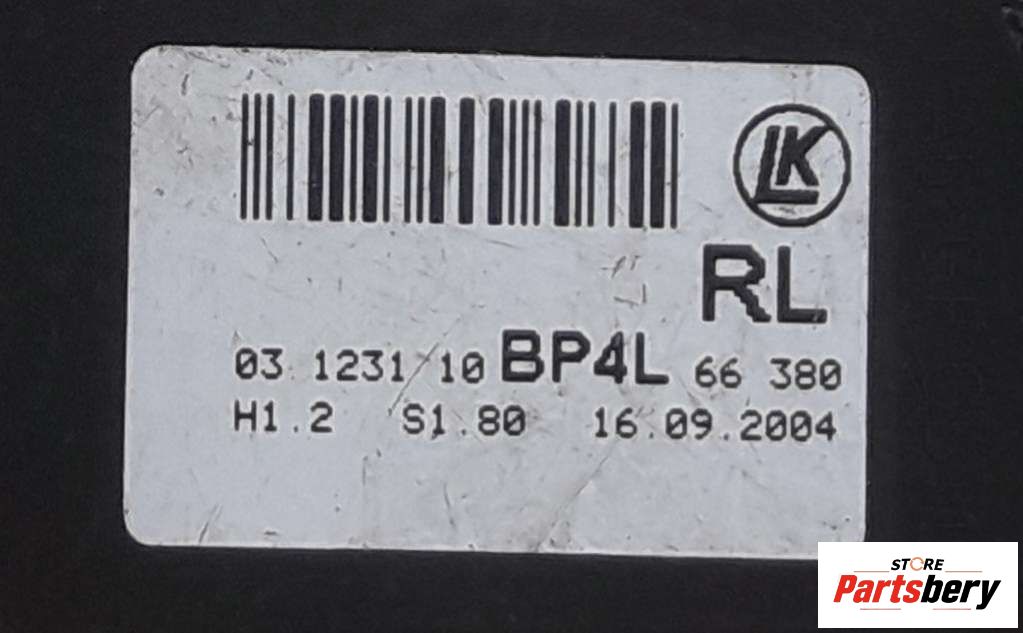 LK
RL
03 1231 10 BP4L 66 380
H1.2 S1.80 16.09.2004
STORE
Partsbery